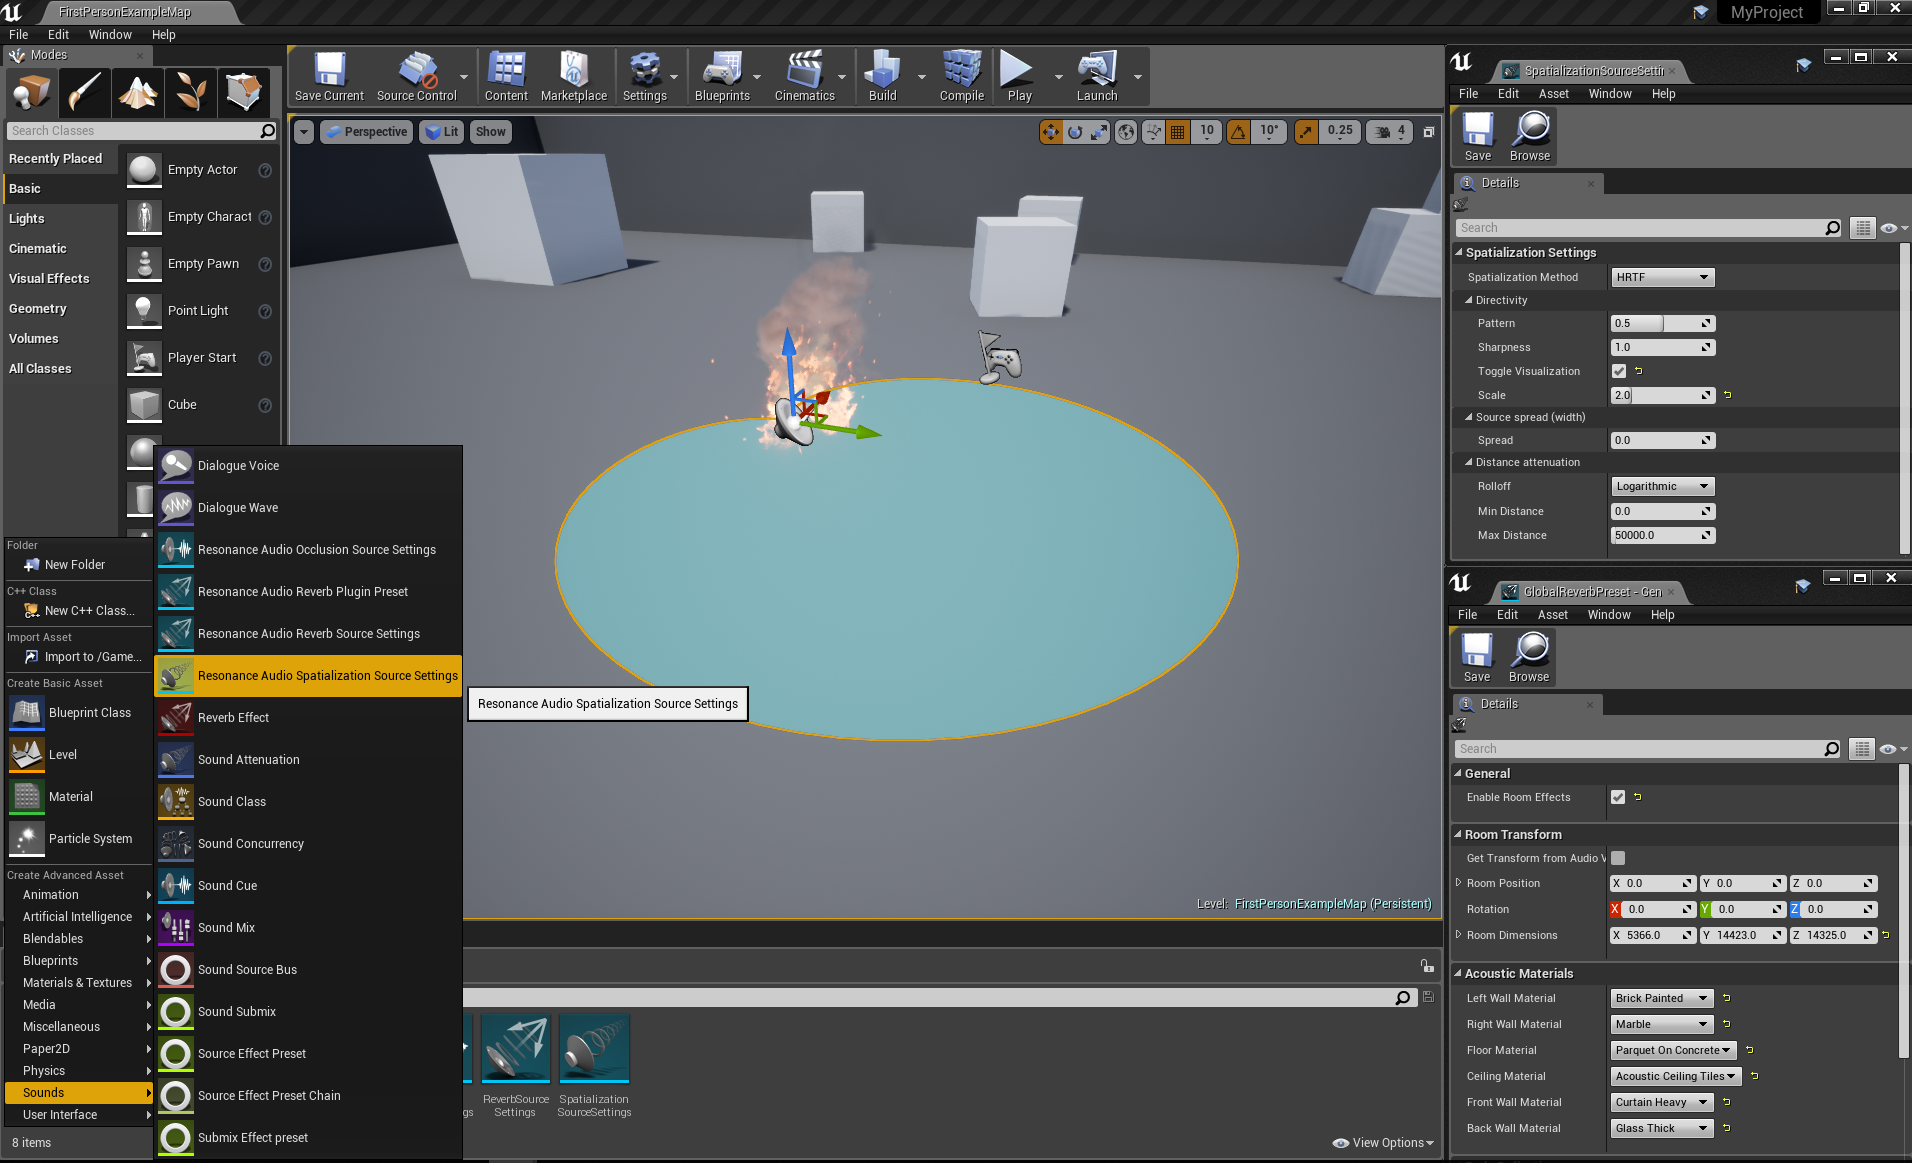 FirstPersonExampleMap
MyProject
File Edit Window Help
Modes
Search Classes
Recently Placed
Basic
Lights
Cinematic
Visual Effects
Geometry
Volumes
All Classes
Empty Actor
Empty Charact
Empty Pawn
Point Light
Player Start
Cube
Save Current
Source Control
Content
Marketplace
Settings
Blueprints
Cinematics
Build
Compile
Play
Launch
Perspective
Lit
Show
10
10°
0.25
4
Folder
New Folder
C++ Class
New C++ Class...
Import Asset
Import to /Game...
Create Basic Asset
Blueprint Class
Level
Material
Particle System
Create Advanced Asset
Animation
Artificial Intelligence
Blendables
Blueprints
Materials & Textures
Media
Miscellaneous
Paper2D
Physics
Sounds
User Interface
8 items
Dialogue Voice
Dialogue Wave
Resonance Audio Occlusion Source Settings
Resonance Audio Reverb Plugin Preset
Resonance Audio Reverb Source Settings
Resonance Audio Spatialization Source Settings
Reverb Effect
Sound Attenuation
Sound Class
Sound Concurrency
Sound Cue
Sound Mix
Sound Source Bus
Sound Submix
Source Effect Preset
Source Effect Preset Chain
Submix Effect preset
Resonance Audio Spatialization Source Settings
Level: FirstPersonExampleMap (Persistent)
gs
ReverbSource
Settings
Spatialization
SourceSettings
View Options
SpatializationSourceSettin
File Edit Asset Window Help
Save
Browse
Details
Search
Spatialization Settings
Spatialization Method HRTF
Directivity
Pattern 0.5
Sharpness 1.0
Toggle Visualization
Scale 2.0
Source spread (width)
Spread 0.0
Distance attenuation
Rolloff Logarithmic
Min Distance 0.0
Max Distance 50000.0
GlobalReverbPreset - Gen
File Edit Asset Window Help
Save
Browse
Details
Search
General
Enable Room Effects
Room Transform
Get Transform from Audio V
Room Position X 0.0 Y 0.0 Z 0.0
Rotation X 0.0 Y 0.0 Z 0.0
Room Dimensions X 5366.0 Y 14423.0 Z 14325.0
Acoustic Materials
Left Wall Material Brick Painted
Right Wall Material Marble
Floor Material Parquet On Concrete
Ceiling Material Acoustic Ceiling Tiles
Front Wall Material Curtain Heavy
Back Wall Material Glass Thick